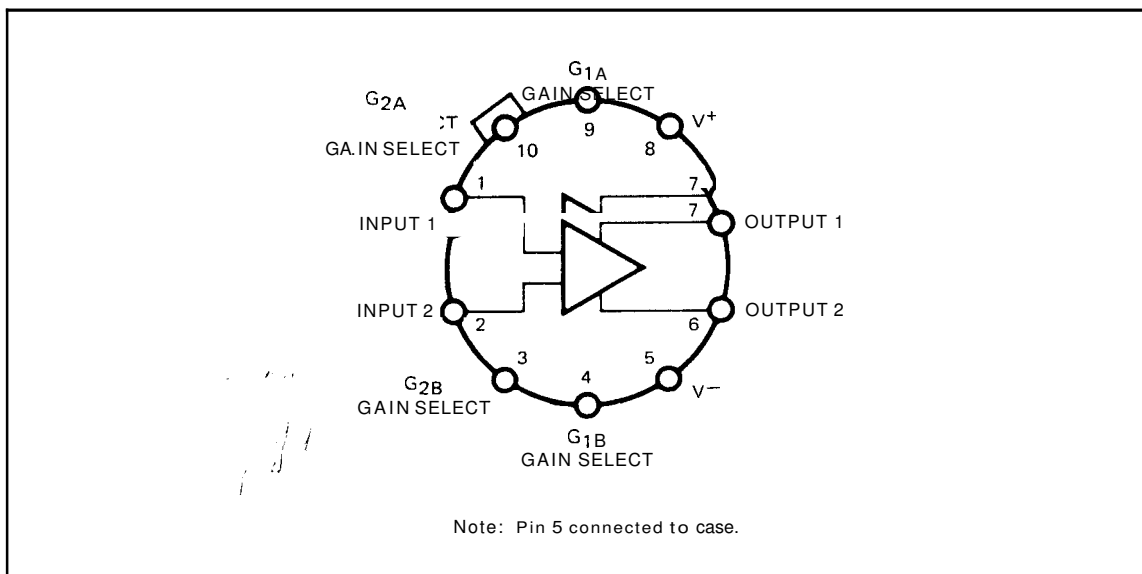 G1A
GAIN SELECT
G2A
CT
GA.IN SELECT
10
9
8
V+
1
7
INPUT 1
7
OUTPUT 1
INPUT 2
2
6
OUTPUT 2
3
4
5
V−
G2B
GAIN SELECT
G1B
GAIN SELECT
Note: Pin 5 connected to case.